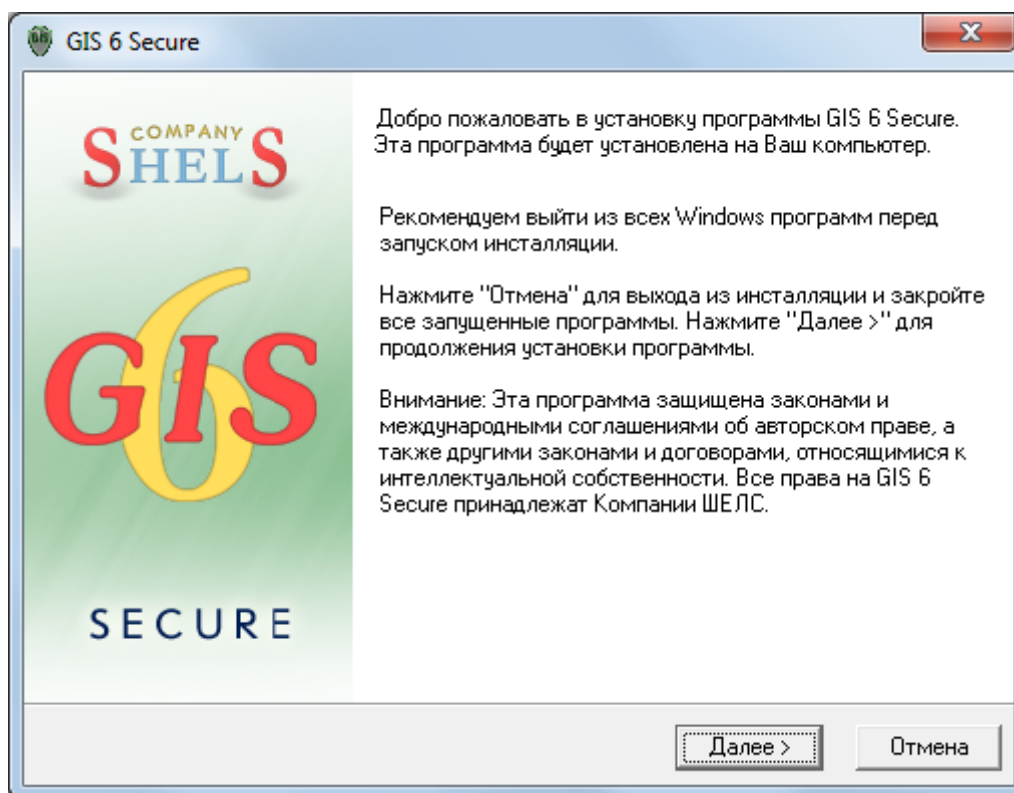 GIS 6 Secure
COMPANY
SHELS
GIS
6
SECURE
Добро пожаловать в установку программы GIS 6 Secure.
Эта программа будет установлена на Ваш компьютер.
Рекомендуем выйти из всех Windows программ перед
запуском инсталляции.
Нажмите "Отмена" для выхода из инсталляции и закройте
все запущенные программы. Нажмите "Далее >" для
продолжения установки программы.
Внимание: Эта программа защищена законами и
международными соглашениями об авторском праве, а
также другими законами и договорами, относящимися к
интеллектуальной собственности. Все права на GIS 6
Secure принадлежат Компании ШЕЛС.
Далее >
Отмена